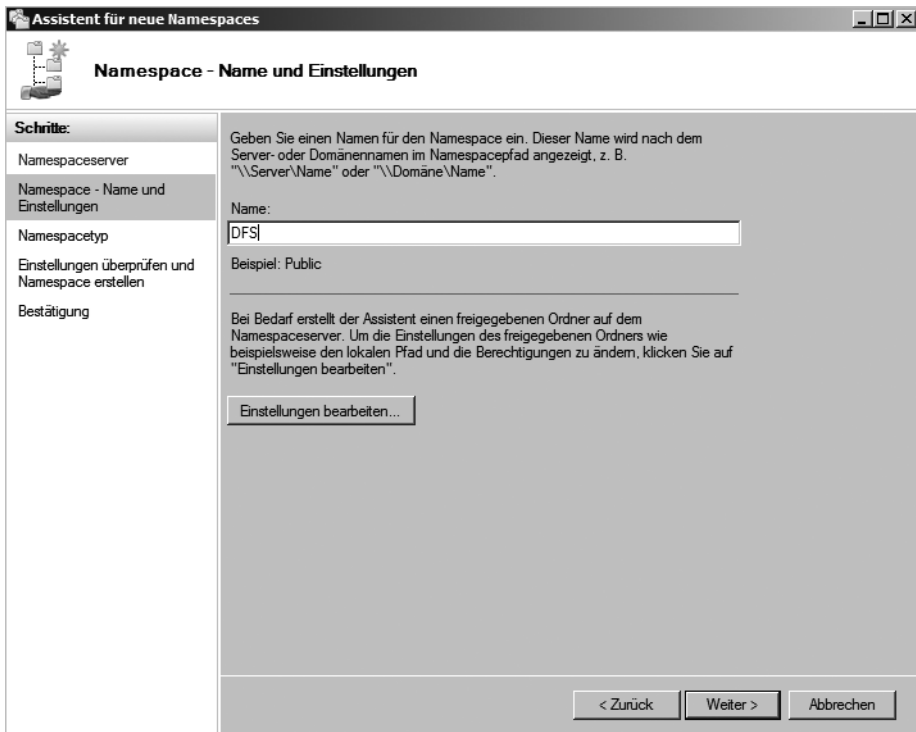 Assistent für neue Namespaces
Namespace - Name und Einstellungen
Schritte:
Namespaceserver
Namespace - Name und
Einstellungen
Namespacetyp
Einstellungen überprüfen und
Namespace erstellen
Bestätigung
Geben Sie einen Namen für den Namespace ein. Dieser Name wird nach dem
Server- oder Domänennamen im Namespacepfad angezeigt, z. B.
"\\Server\Name" oder "\\Domäne\Name".
Name:
DFS
Beispiel: Public
Bei Bedarf erstellt der Assistent einen freigegebenen Ordner auf dem
Namespaceserver. Um die Einstellungen des freigegebenen Ordners wie
beispielsweise den lokalen Pfad und die Berechtigungen zu ändern, klicken Sie auf
"Einstellungen bearbeiten".
Einstellungen bearbeiten...
< Zurück
Weiter >
Abbrechen